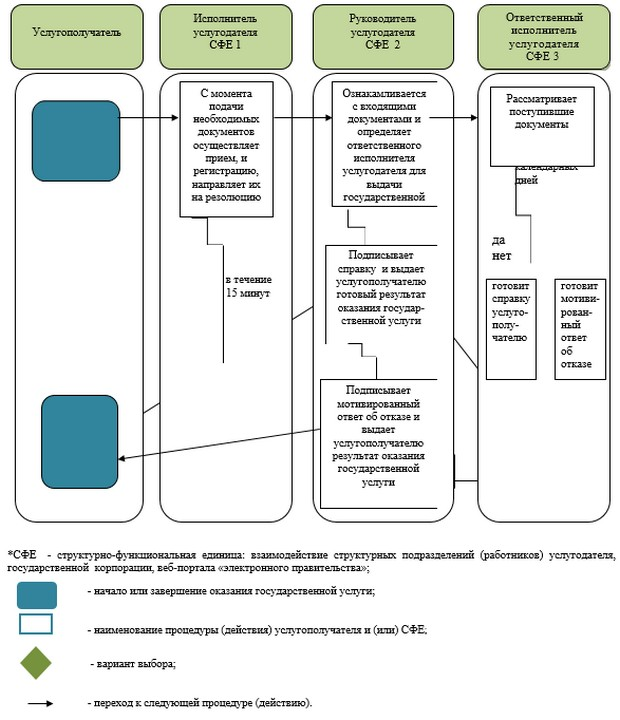 Услугополучатель
Исполнитель
услугодателя
СФЕ 1
Руководитель
услугодателя
СФЕ 2
Ответственный
исполнитель
услугодателя
СФЕ 3
С момента
подачи
необходимых
документов
осуществляет
прием, и
регистрацию,
направляет их
на резолюцию
Ознакамливается
с входящими
документами и
определяет
ответственного
исполнителя
услугодателя для
выдачи
государственной
Рассматривает
поступившие
документы
календарных
дней
да
нет
в течение
15 минут
Подписывает
справку и выдает
услугополучателю
готовый результат
оказания государ-
ственной услуги
готовит
справку
услуго-
полу-
чателю
готовит
мотиви-
рован-
ный
ответ
об
отказе
Подписывает
мотивированный
ответ об отказе и
выдает
услугополучателю
результат оказания
государственной
услуги
*СФЕ - структурно-функциональная единица: взаимодействие структурных подразделений (работников) услугодателя,
государственной корпорации, веб-портала «электронного правительства»;
- начало или завершение оказания государственной услуги;
- наименование процедуры (действия) услугополучателя и (или) СФЕ;
- вариант выбора;
- переход к следующей процедуре (действию).